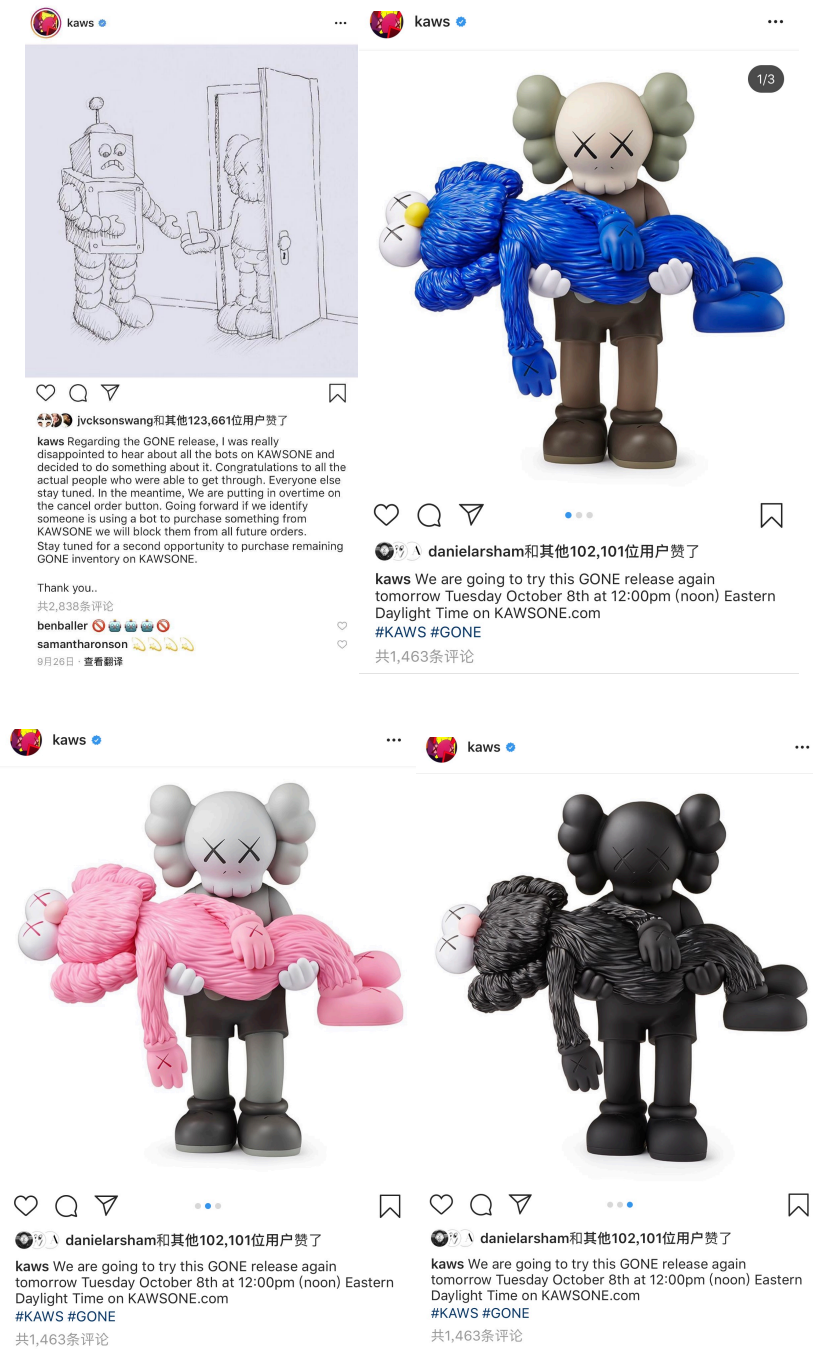 kaws
jvcksonswang和其他123,661位用户赞了
kaws Regarding the GONE release, I was really
disappointed to hear about all the bots on KAWSONE and
decided to do something about it. Congratulations to all the
actual people who were able to get through. Everyone else
stay tuned. In the meantime, We are putting in overtime on
the cancel order button. Going forward if we identify
someone is using a bot to purchase something from
KAWSONE we will block them from all future orders.
Stay tuned for a second opportunity to purchase remaining
GONE inventory on KAWSONE.
Thank you..
共2,838条评论
benballer 🚫🤖🤖🤖🚫
samantharonson 💫💫💫💫
9月26日 · 查看翻译
kaws
1/3
danielarsham和其他102,101位用户赞了
kaws We are going to try this GONE release again
tomorrow Tuesday October 8th at 12:00pm (noon) Eastern
Daylight Time on KAWSONE.com
#KAWS #GONE
共1,463条评论
kaws
danielarsham和其他102,101位用户赞了
kaws We are going to try this GONE release again
tomorrow Tuesday October 8th at 12:00pm (noon) Eastern
Daylight Time on KAWSONE.com
#KAWS #GONE
共1,463条评论
kaws
danielarsham和其他102,101位用户赞了
kaws We are going to try this GONE release again
tomorrow Tuesday October 8th at 12:00pm (noon) Eastern
Daylight Time on KAWSONE.com
#KAWS #GONE
共1,463条评论